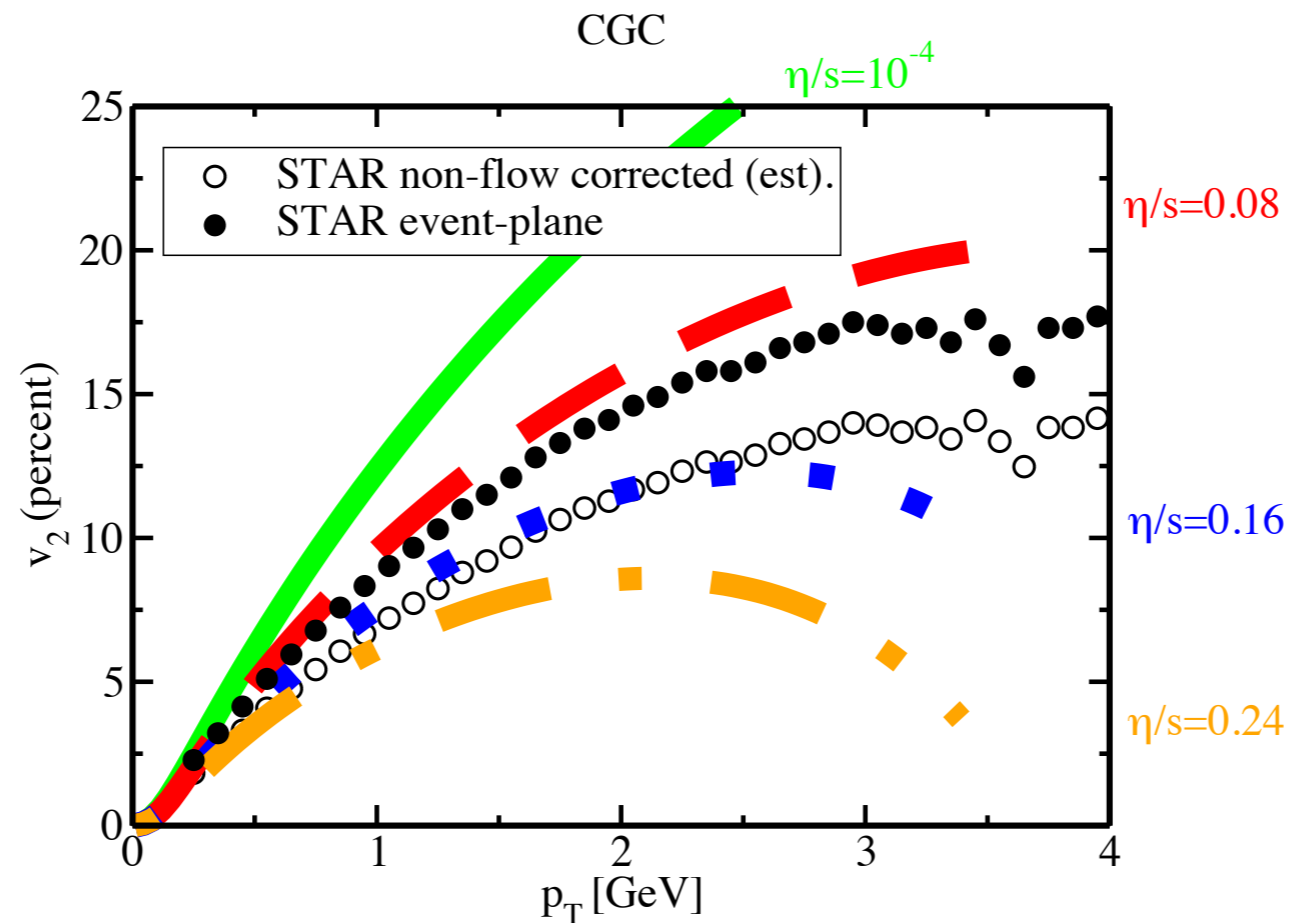 CGC
η/s=10⁻⁴
25
STAR non-flow corrected (est).
STAR event-plane
η/s=0.08
20
15
v₂ (percent)
10
η/s=0.16
5
η/s=0.24
0
0 1 2 3 4
p_T [GeV]